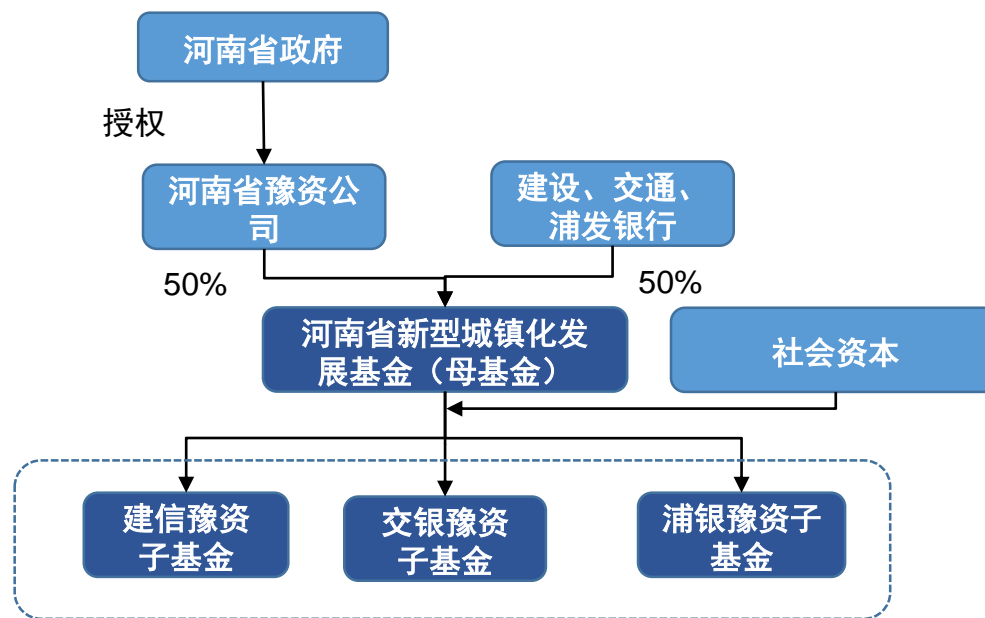 河南省政府
授权
河南省豫资公
司
建设、交通、
浦发银行
50%
50%
河南省新型城镇化发
展基金（母基金）
社会资本
建信豫资
子基金
交银豫资
子基金
浦银豫资子
基金